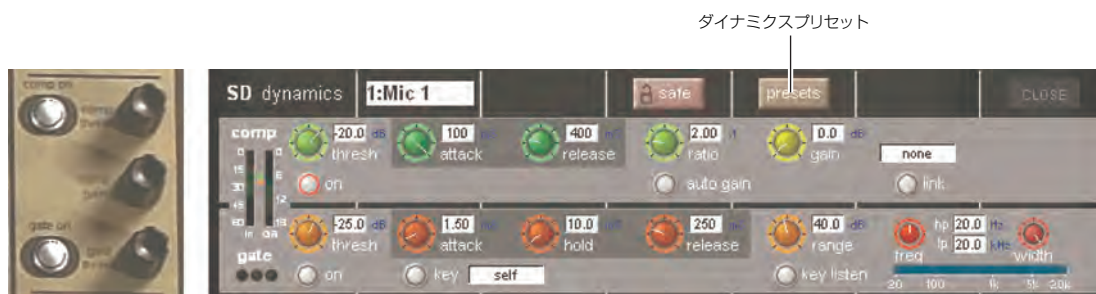 ダイナミクスプリセット
comp on
gate on
SD dynamics 1:Mic 1 safe presets CLOSE
comp -20.0 dB 100 400 2.00 :1 0.0 dB
thresh attack release ratio gain none
on auto gain link
-25.0 dB 1.50 10.0 250 40.0 dB hp 20.0 Hz
lp 20.0 kHz
thresh attack hold release range freq width
in GR
gate on key self key listen 20 100 1k 5k 20k